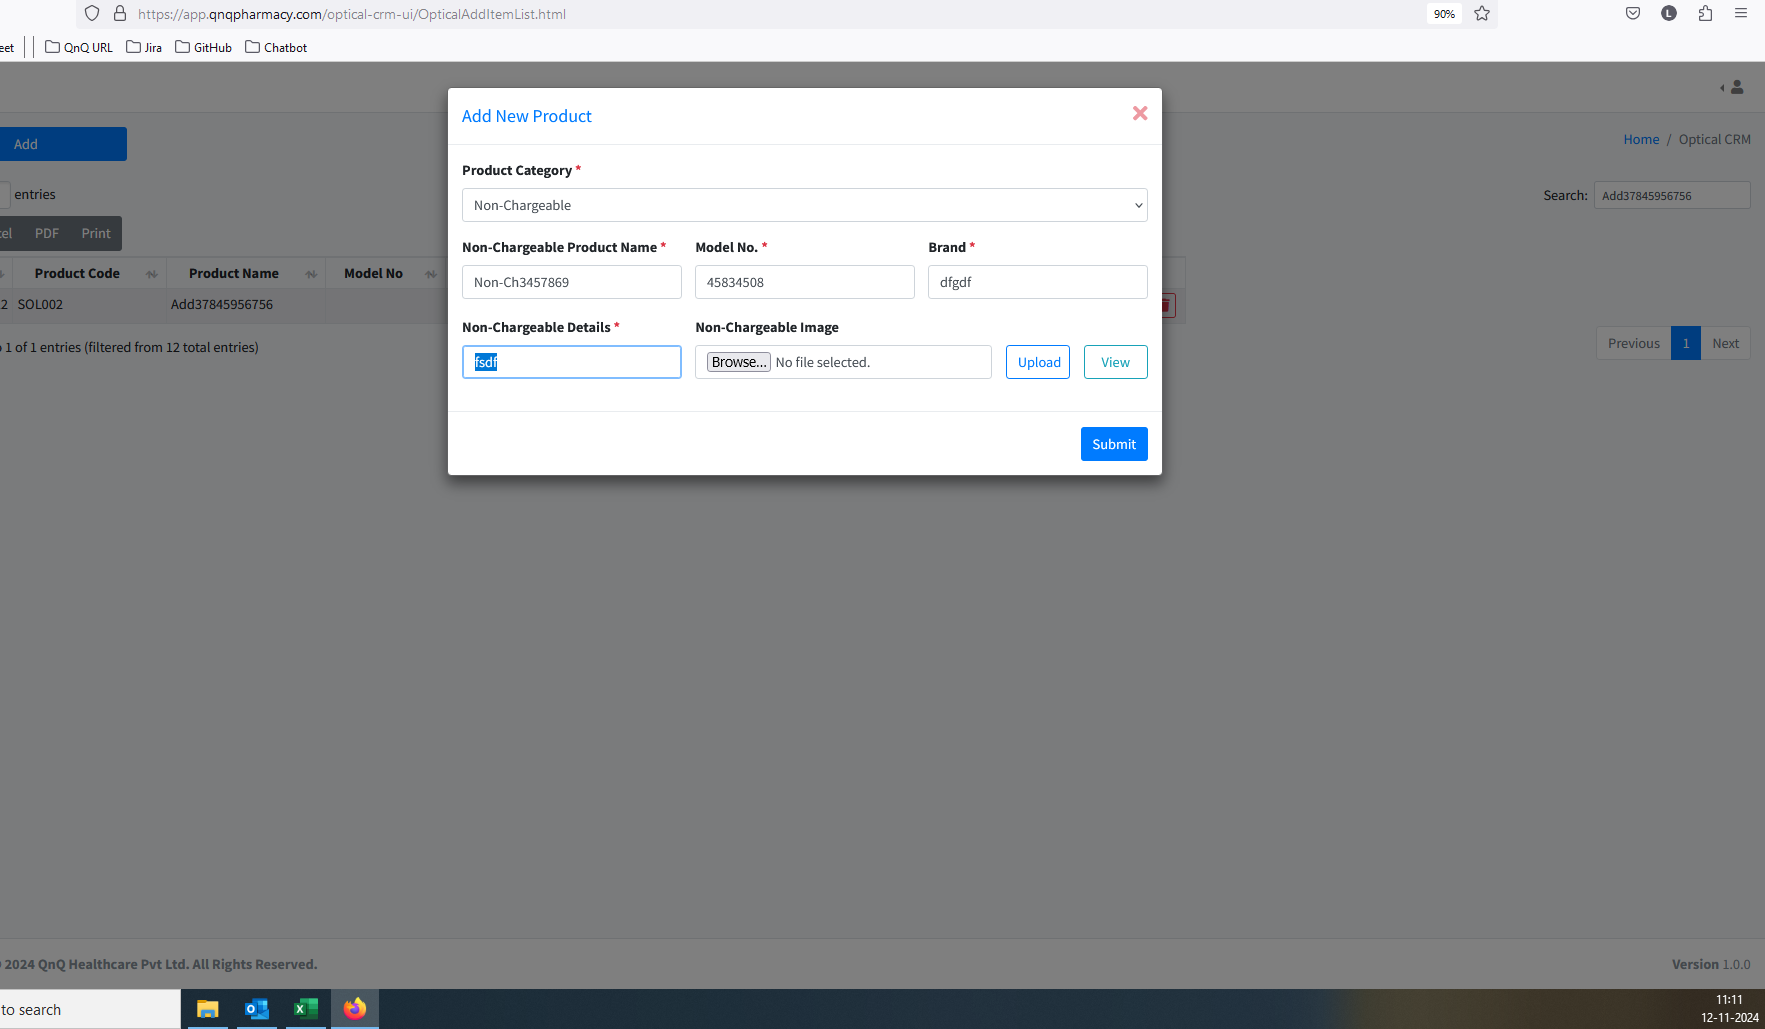 https://app.qnqpharmacy.com/optical-crm-ui/OpticalAddItemList.html 90% L
eet QnQ URL Jira GitHub Chatbot
Add New Product
Add
Home / Optical CRM
Product Category *
entries
Search: Add37845956756
Non-Chargeable
cel PDF Print
Non-Chargeable Product Name * Model No. * Brand *
Product Code Product Name Model No
Non-Ch3457869 45834508 dfgdf
2 SOL002 Add37845956756
Non-Chargeable Details * Non-Chargeable Image
o 1 of 1 entries (filtered from 12 total entries)
Previous 1 Next
fsdf Browse... No file selected. Upload View
Submit
© 2024 QnQ Healthcare Pvt Ltd. All Rights Reserved.
Version 1.0.0
to search
11:11
12-11-2024